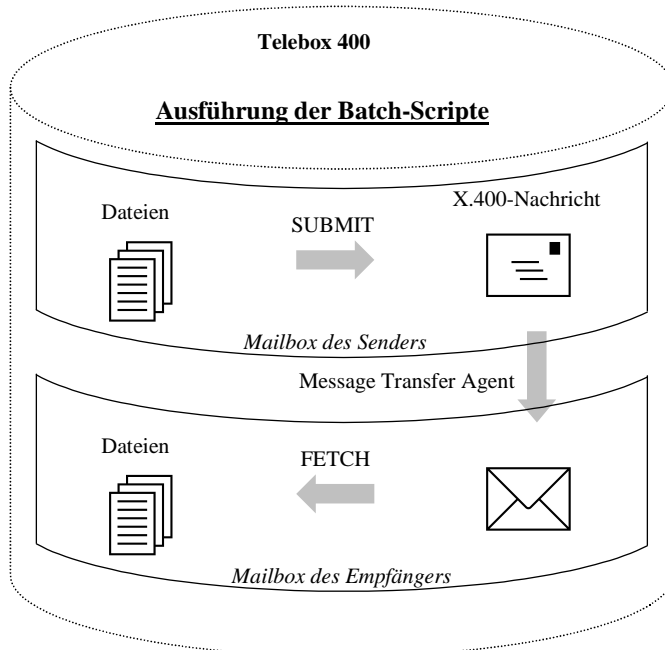 Telebox 400
Ausführung der Batch-Scripte
X.400-Nachricht
Dateien
SUBMIT
Mailbox des Senders
Message Transfer Agent
Dateien
FETCH
Mailbox des Empfängers